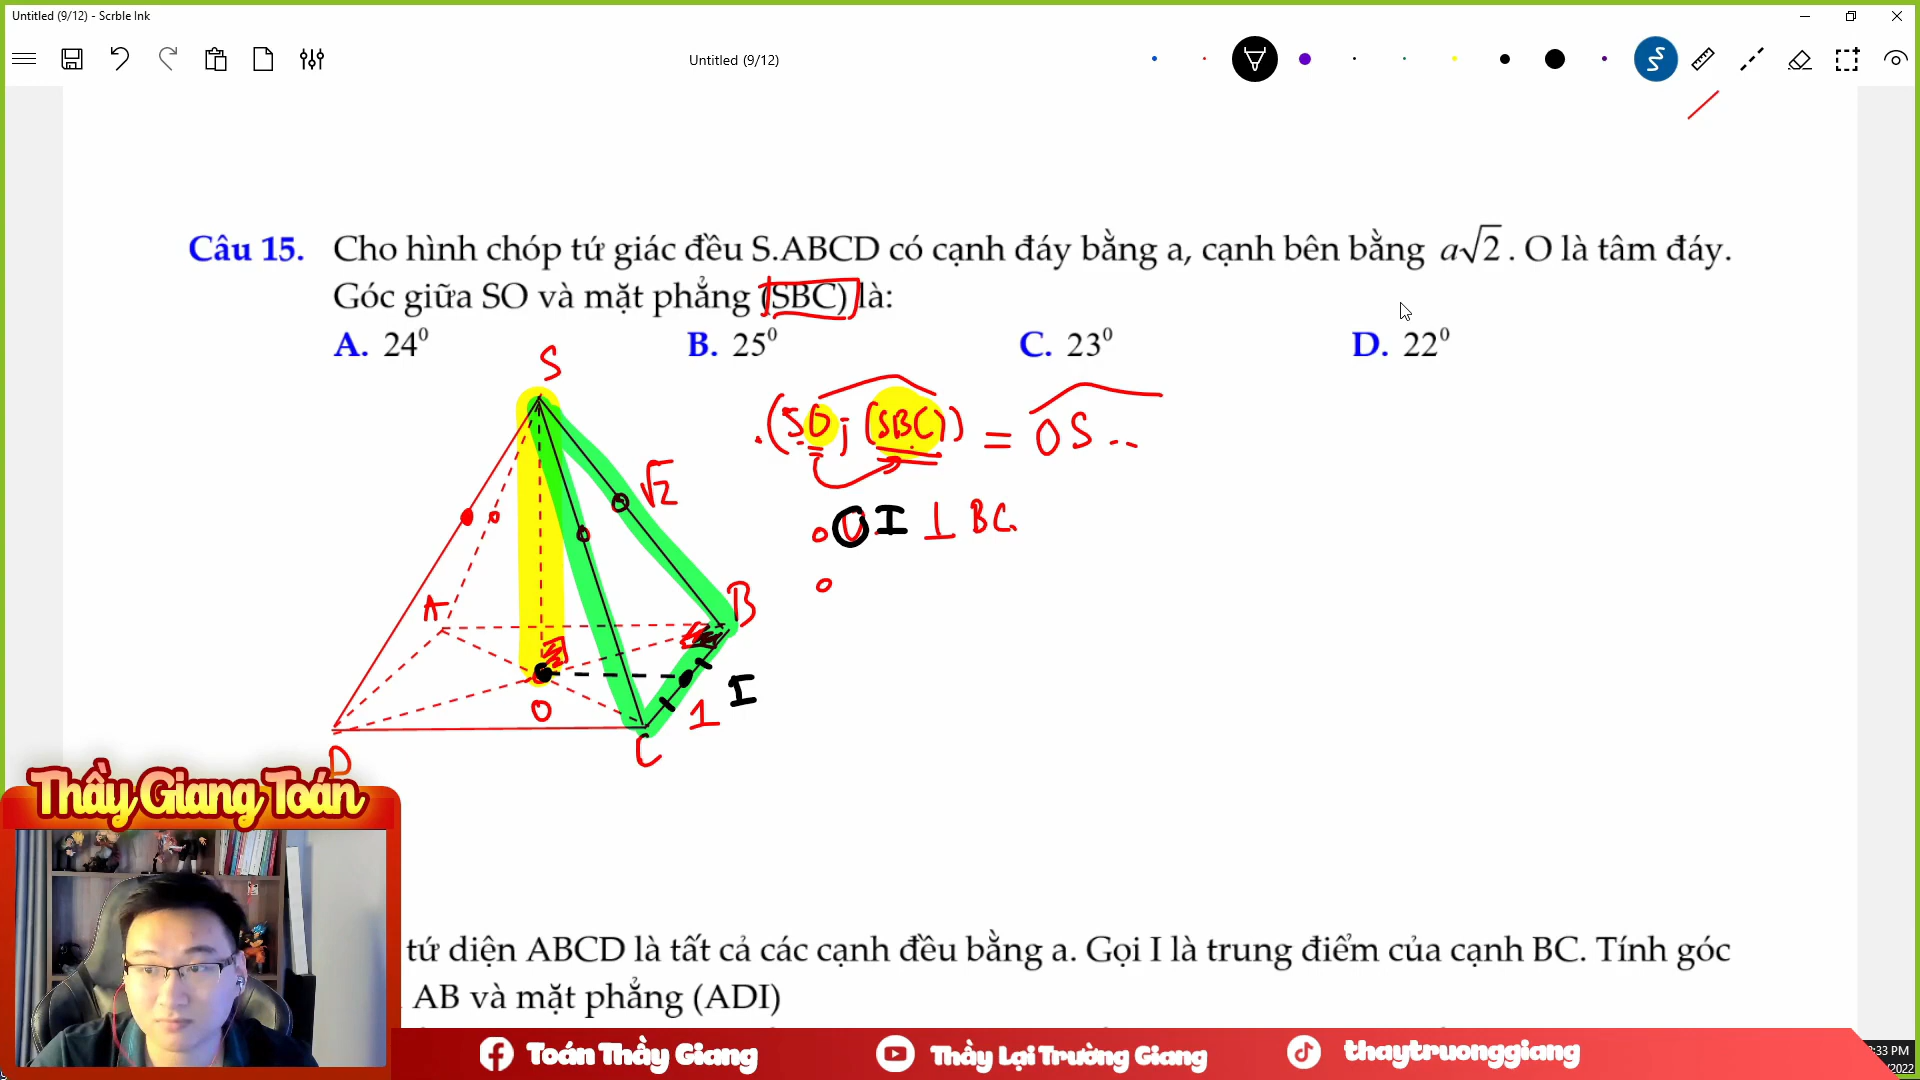 Untitled (9/12) - Scrble Ink
Untitled (9/12)
Câu 15. Cho hình chóp tứ giác đều S.ABCD có cạnh đáy bằng a, cạnh bên bằng a√2. O là tâm đáy.
Góc giữa SO và mặt phẳng (SBC) là:
A. 24⁰ B. 25⁰ C. 23⁰ D. 22⁰
S
(SO; (SBC)) = OS..
√2
OI ⊥ BC.
A
B
I
O
1
C
D
Thầy Giang Toán
tứ diện ABCD là tất cả các cạnh đều bằng a. Gọi I là trung điểm của cạnh BC. Tính góc
AB và mặt phẳng (ADI)
Toán Thầy Giang
Thầy Lại Trường Giang
thaytruonggiang
:33 PM
/2022